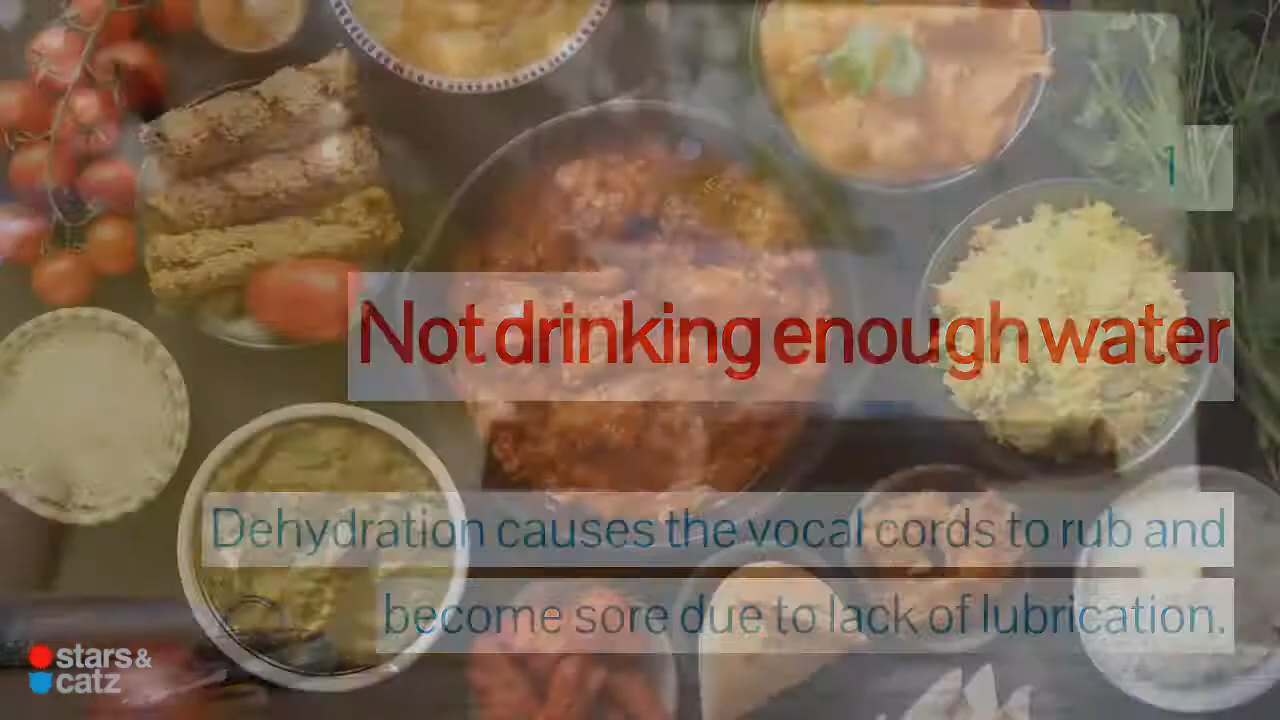 1
Not drinking enough water
Dehydration causes the vocal cords to rub and
become sore due to lack of lubrication.
stars&
catz